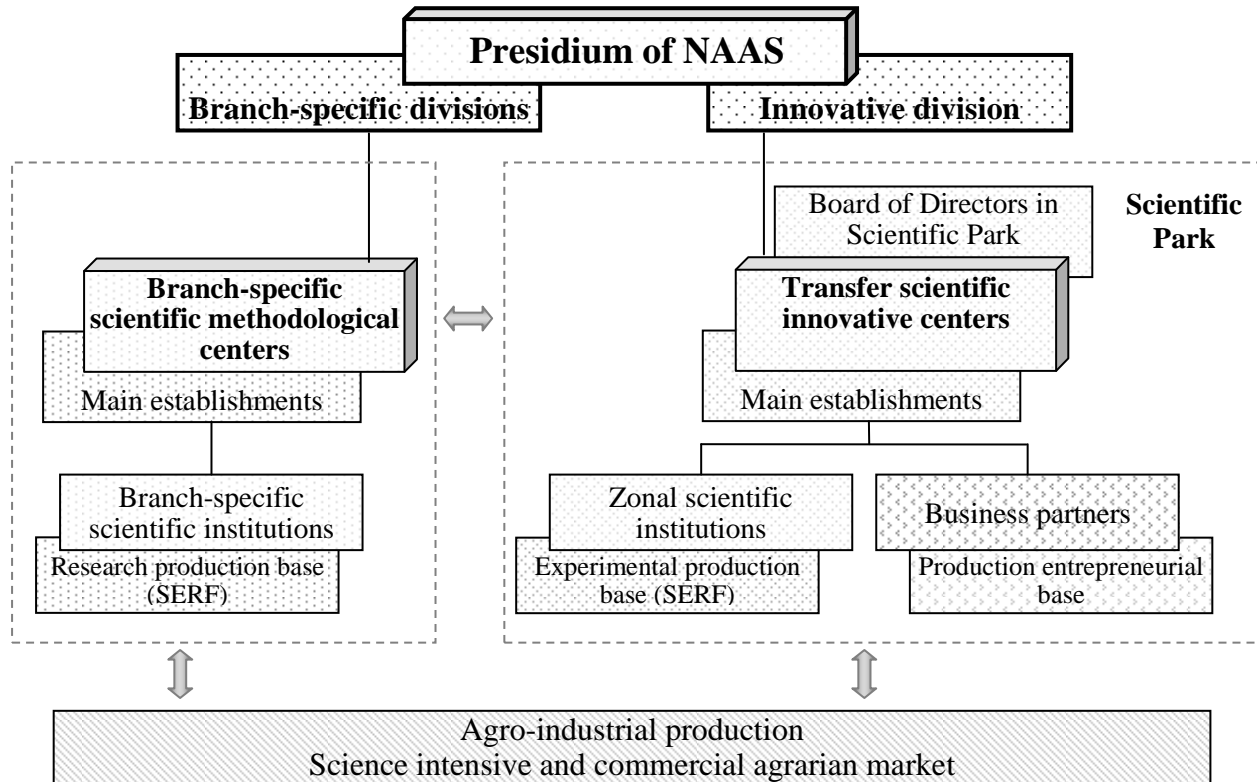 Presidium of NAAS
Branch-specific divisions
Innovative division
Board of Directors in
Scientific Park
Scientific
Park
Branch-specific
scientific methodological
centers
Transfer scientific
innovative centers
Main establishments
Main establishments
Branch-specific
scientific institutions
Research production base
(SERF)
Zonal scientific
institutions
Experimental production
base (SERF)
Business partners
Production entrepreneurial
base
Agro-industrial production
Science intensive and commercial agrarian market